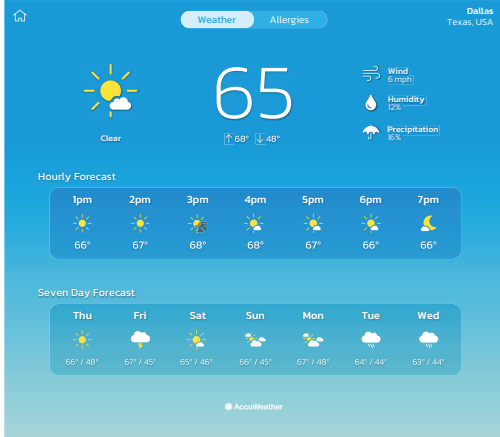 Weather
Allergies
Dallas
Texas, USA
65
68° 48°
Clear
Wind
6 mph
Humidity
12%
Precipitation
16%
Hourly Forecast
1pm 2pm 3pm 4pm 5pm 6pm 7pm
66° 67° 68° 68° 67° 66° 66°
Seven Day Forecast
Thu Fri Sat Sun Mon Tue Wed
66° / 48° 67° / 45° 65° / 46° 66° / 45° 67° / 48° 64° / 44° 63° / 44°
AccuWeather